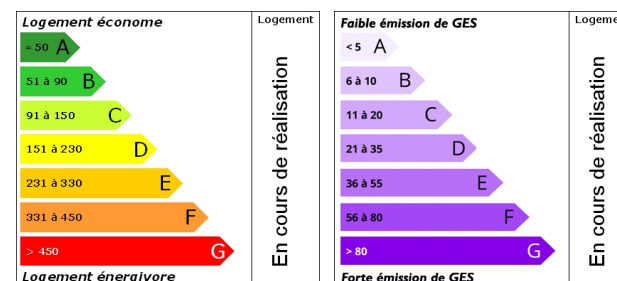 Logement économe
Logement
= 50 A
51 à 90 B
91 à 150 C
151 à 230 D
231 à 330 E
331 à 450 F
> 450 G
Logement énergivore
En cours de réalisation
Faible émission de GES
Logeme
< 5 A
6 à 10 B
11 à 20 C
21 à 35 D
36 à 55 E
56 à 80 F
> 80 G
Forte émission de GES
En cours de réalisation